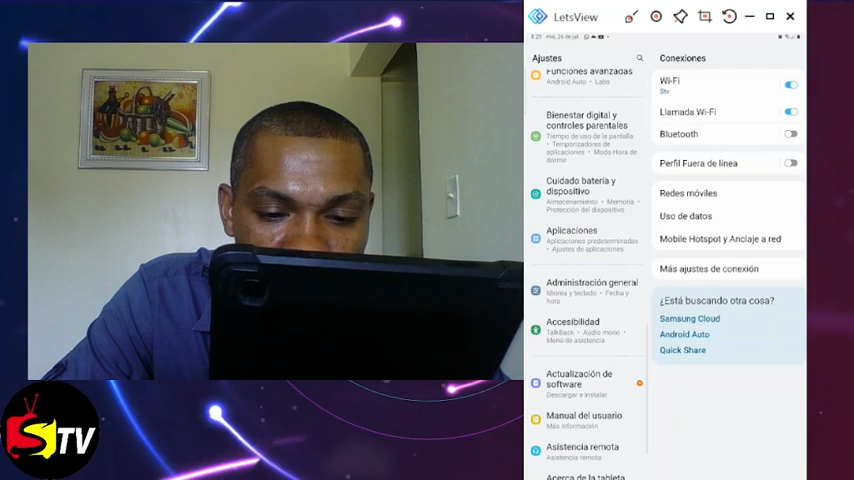 LetsView
Ajustes
Conexiones
Funciones avanzadas
Android Auto • Labs
Bienestar digital y
controles parentales
Tiempo de uso de la pantalla
• Temporizadores de
aplicaciones • Modo Hora de
dormir
Cuidado batería y
dispositivo
Almacenamiento • Memoria •
Protección del dispositivo
Aplicaciones
Aplicaciones predeterminadas
• Ajustes de aplicaciones
Administración general
Idioma y teclado • Fecha y
hora
Accesibilidad
TalkBack • Audio mono •
Menú de asistencia
Actualización de
software
Descargar e instalar
Manual del usuario
Más información
Asistencia remota
Asistencia remota
Acerca de la tableta
Wi-Fi
Stv
Llamada Wi-Fi
Bluetooth
Perfil Fuera de línea
Redes móviles
Uso de datos
Mobile Hotspot y Anclaje a red
Más ajustes de conexión
¿Está buscando otra cosa?
Samsung Cloud
Android Auto
Quick Share
STV